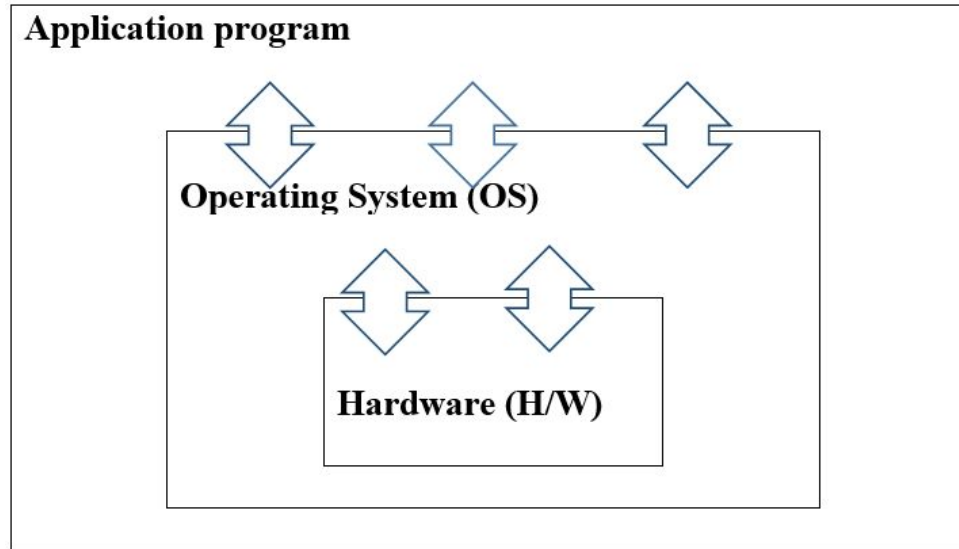 Application program
Operating System (OS)
Hardware (H/W)